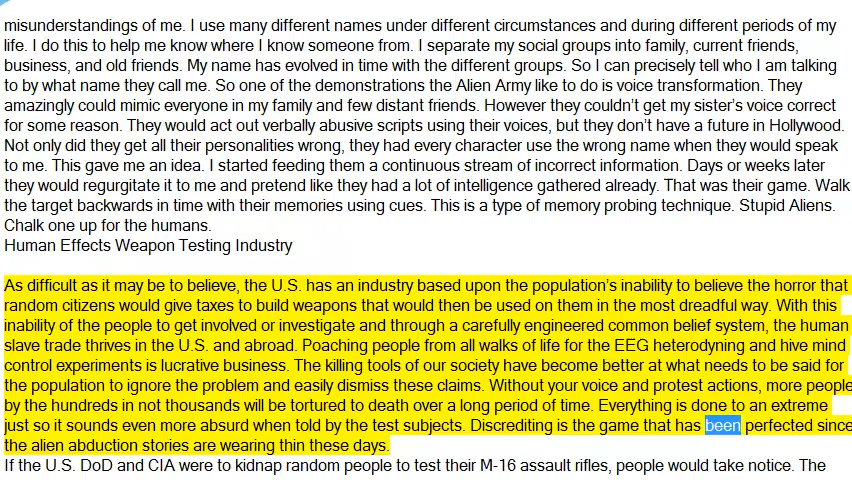 misunderstandings of me. I use many different names under different circumstances and during different periods of my
life. I do this to help me know where I know someone from. I separate my social groups into family, current friends,
business, and old friends. My name has evolved in time with the different groups. So I can precisely tell who I am talking
to by what name they call me. So one of the demonstrations the Alien Army like to do is voice transformation. They
amazingly could mimic everyone in my family and few distant friends. However they couldn’t get my sister’s voice correct
for some reason. They would act out verbally abusive scripts using their voices, but they don’t have a future in Hollywood.
Not only did they get all their personalities wrong, they had every character use the wrong name when they would speak
to me. This gave me an idea. I started feeding them a continuous stream of incorrect information. Days or weeks later
they would regurgitate it to me and pretend like they had a lot of intelligence gathered already. That was their game. Walk
the target backwards in time with their memories using cues. This is a type of memory probing technique. Stupid Aliens.
Chalk one up for the humans.
Human Effects Weapon Testing Industry
As difficult as it may be to believe, the U.S. has an industry based upon the population’s inability to believe the horror that
random citizens would give taxes to build weapons that would then be used on them in the most dreadful way. With this
inability of the people to get involved or investigate and through a carefully engineered common belief system, the human
slave trade thrives in the U.S. and abroad. Poaching people from all walks of life for the EEG heterodyning and hive mind
control experiments is lucrative business. The killing tools of our society have become better at what needs to be said for
the population to ignore the problem and easily dismiss these claims. Without your voice and protest actions, more people
by the hundreds in not thousands will be tortured to death over a long period of time. Everything is done to an extreme
just so it sounds even more absurd when told by the test subjects. Discrediting is the game that has been perfected since
the alien abduction stories are wearing thin these days.
If the U.S. DoD and CIA were to kidnap random people to test their M-16 assault rifles, people would take notice. The